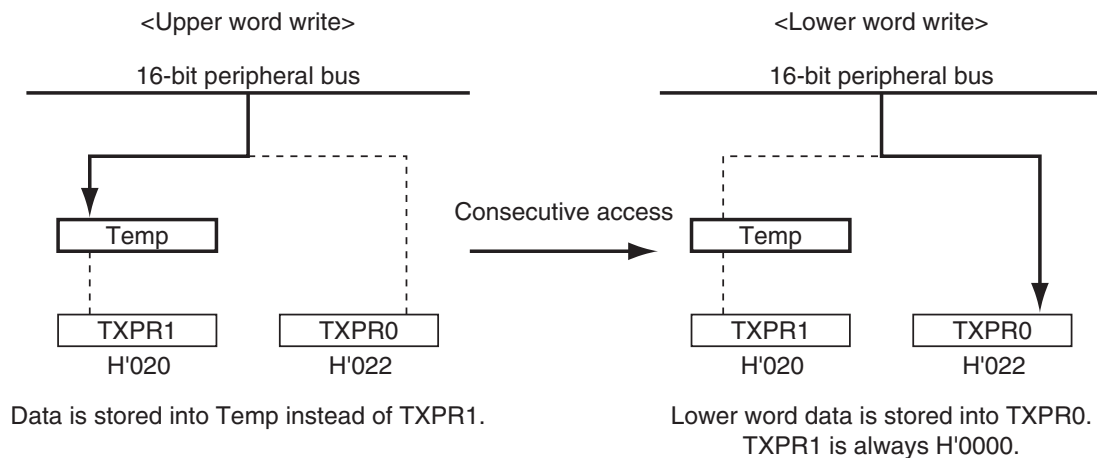 <Upper word write>
16-bit peripheral bus
Temp
TXPR1
H'020
TXPR0
H'022
Data is stored into Temp instead of TXPR1.
Consecutive access
<Lower word write>
16-bit peripheral bus
Temp
TXPR1
H'020
TXPR0
H'022
Lower word data is stored into TXPR0.
TXPR1 is always H'0000.